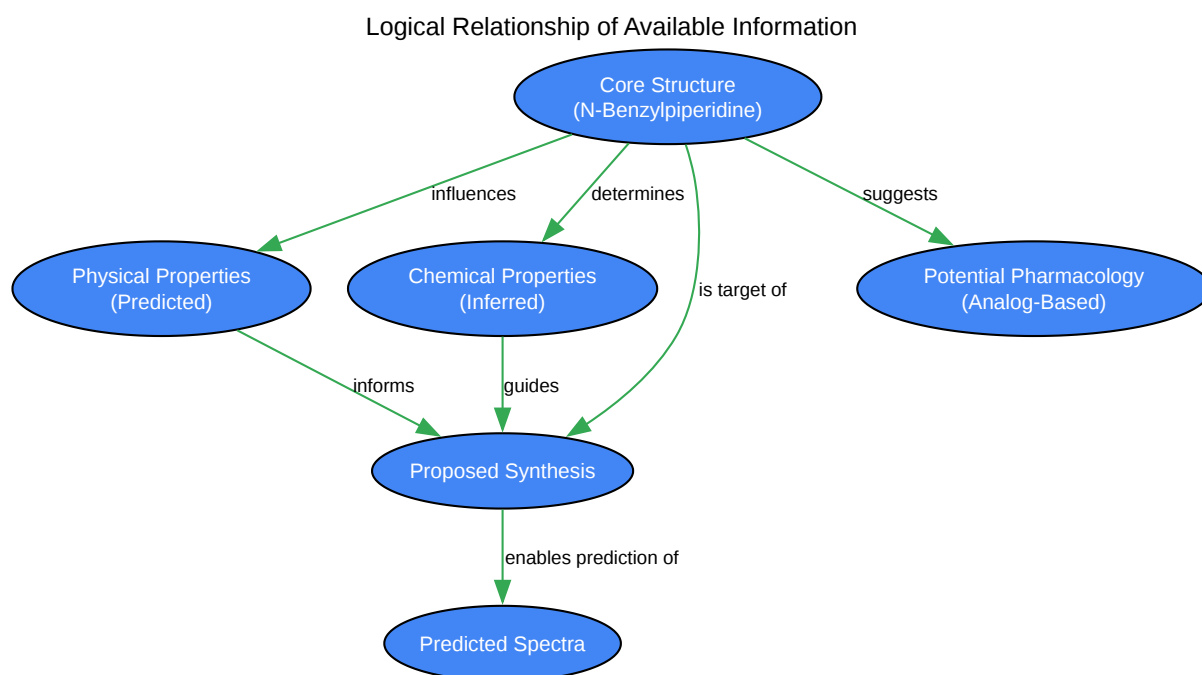 Logical Relationship of Available Information
Core Structure
(N-Benzylpiperidine)
influences
determines
suggests
Physical Properties
(Predicted)
Chemical Properties
(Inferred)
is target of
Potential Pharmacology
(Analog-Based)
informs
guides
Proposed Synthesis
enables prediction of
Predicted Spectra